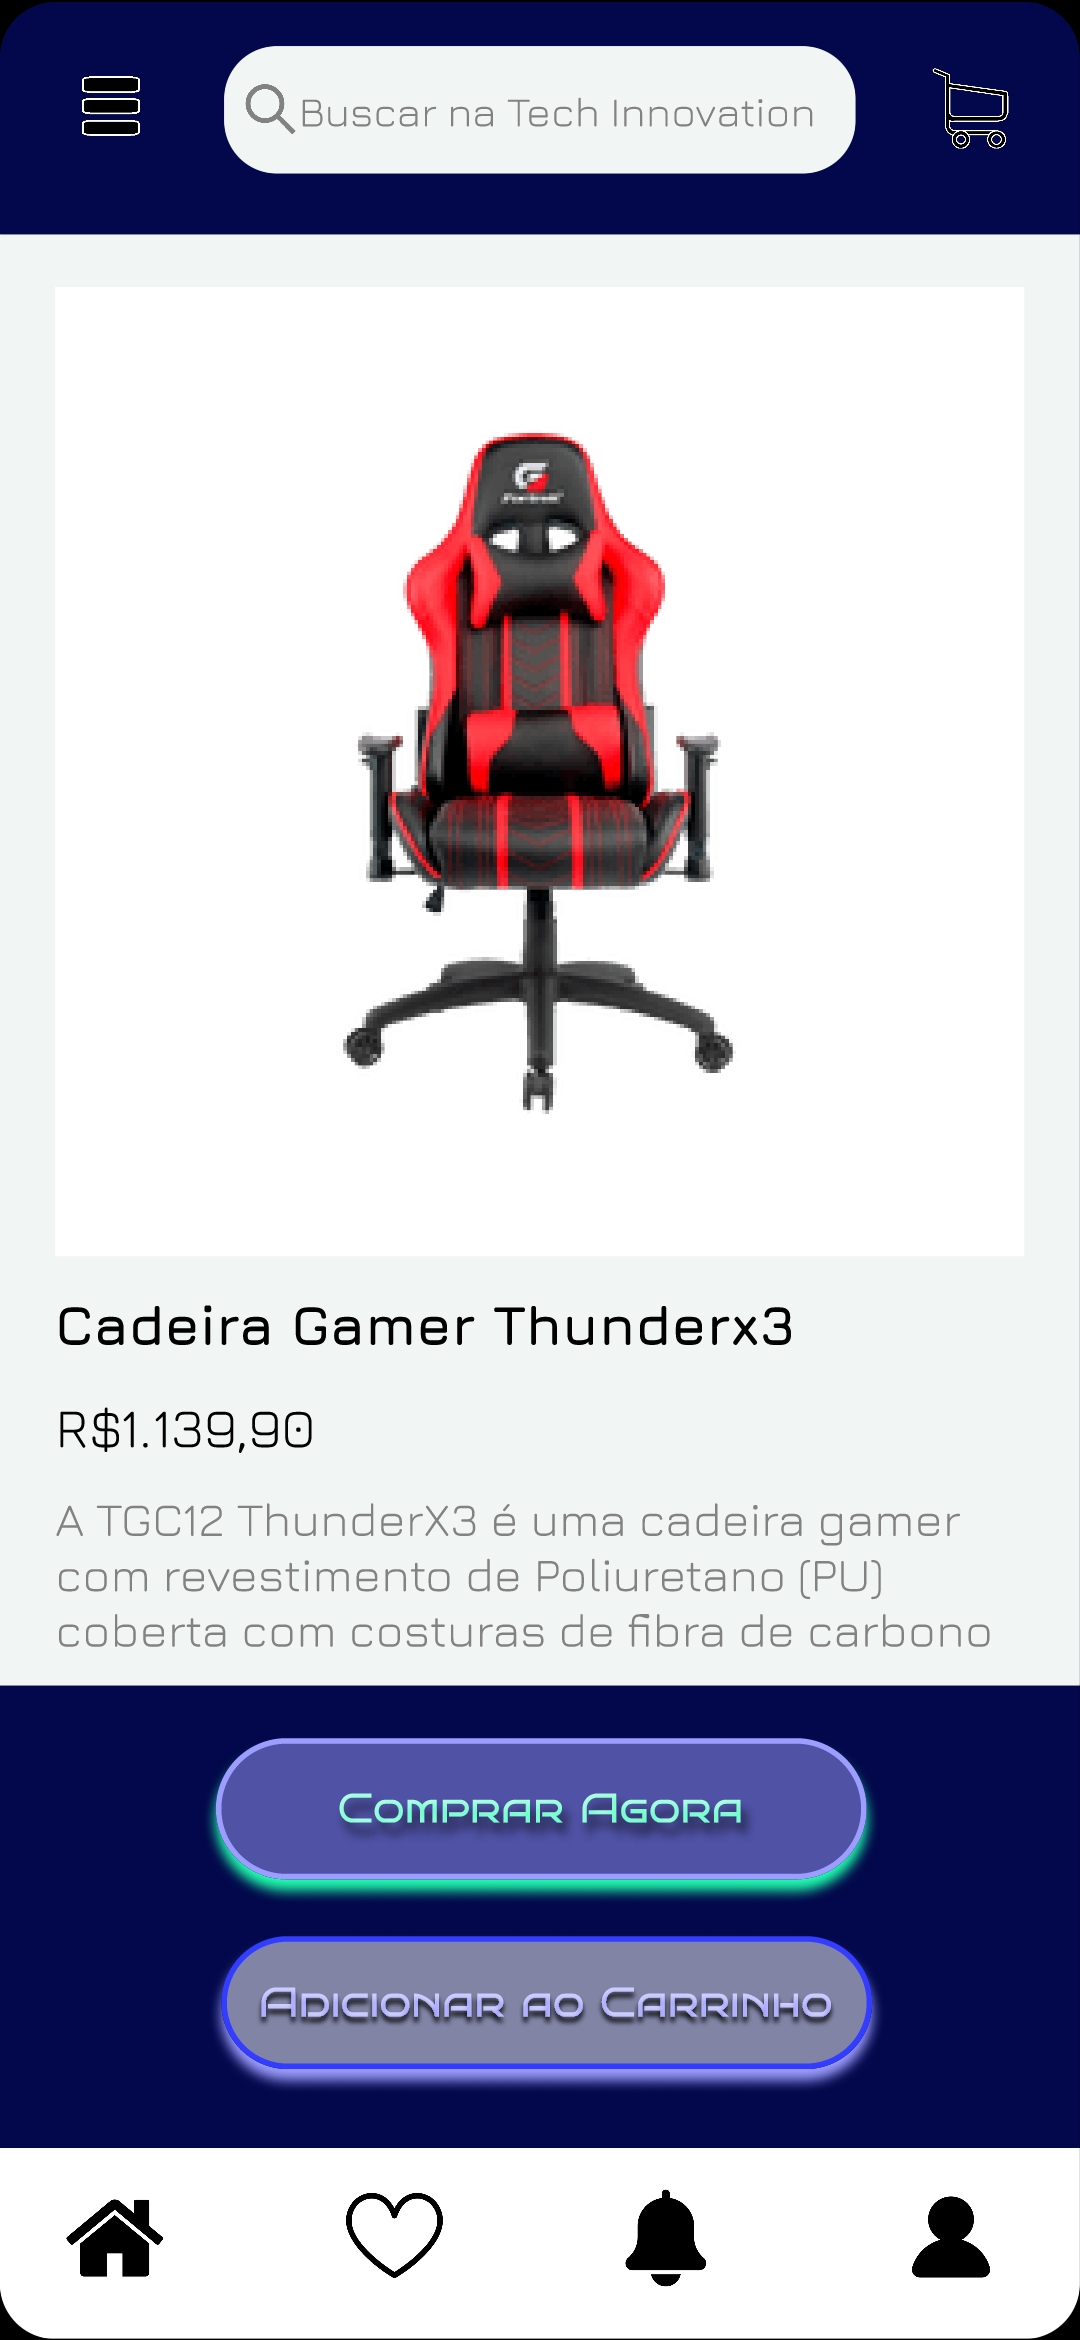 Buscar na Tech Innovation
Cadeira Gamer Thunderx3
R$1.139,90
A TGC12 ThunderX3 é uma cadeira gamer
com revestimento de Poliuretano (PU)
coberta com costuras de fibra de carbono
Comprar Agora
Adicionar ao Carrinho